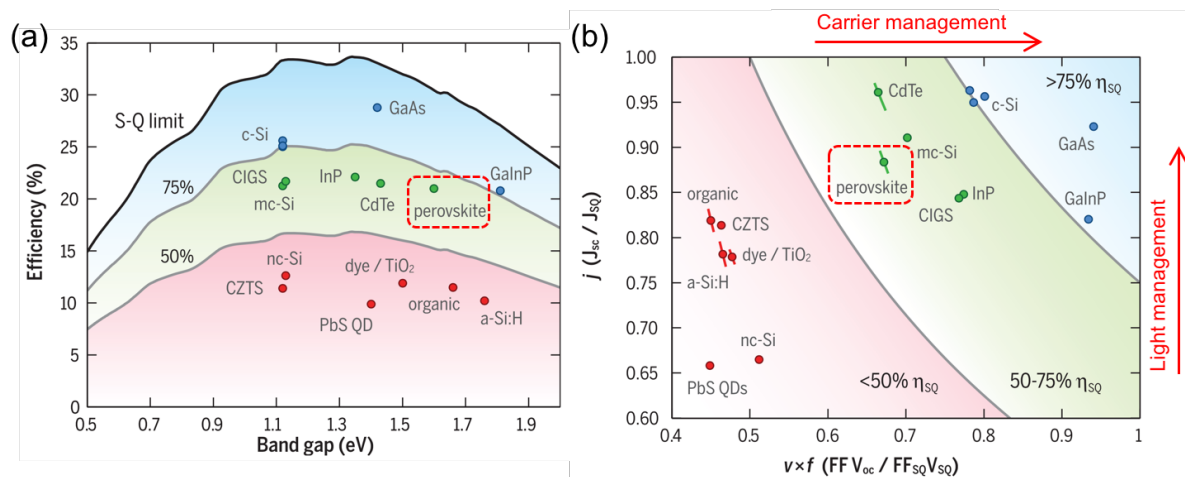 (a)
35
30
25
20
15
10
5
0
Efficiency (%)
0.5 0.7 0.9 1.1 1.3 1.5 1.7 1.9
Band gap (eV)
S-Q limit
75%
50%
GaAs
c-Si
CIGS
mc-Si
InP
CdTe
perovskite
GaInP
nc-Si
CZTS
dye / TiO₂
PbS QD
organic
a-Si:H
(b)
Carrier management
1.00
0.95
0.90
0.85
0.80
0.75
0.70
0.65
0.60
j (Jsc / JSQ)
0.4 0.5 0.6 0.7 0.8 0.9 1
v×f (FF Voc / FFSQVSQ)
CdTe
c-Si
>75% ηSQ
GaAs
mc-Si
perovskite
InP
CIGS
GaInP
organic
CZTS
dye / TiO₂
a-Si:H
nc-Si
PbS QDs
<50% ηSQ
50-75% ηSQ
Light management